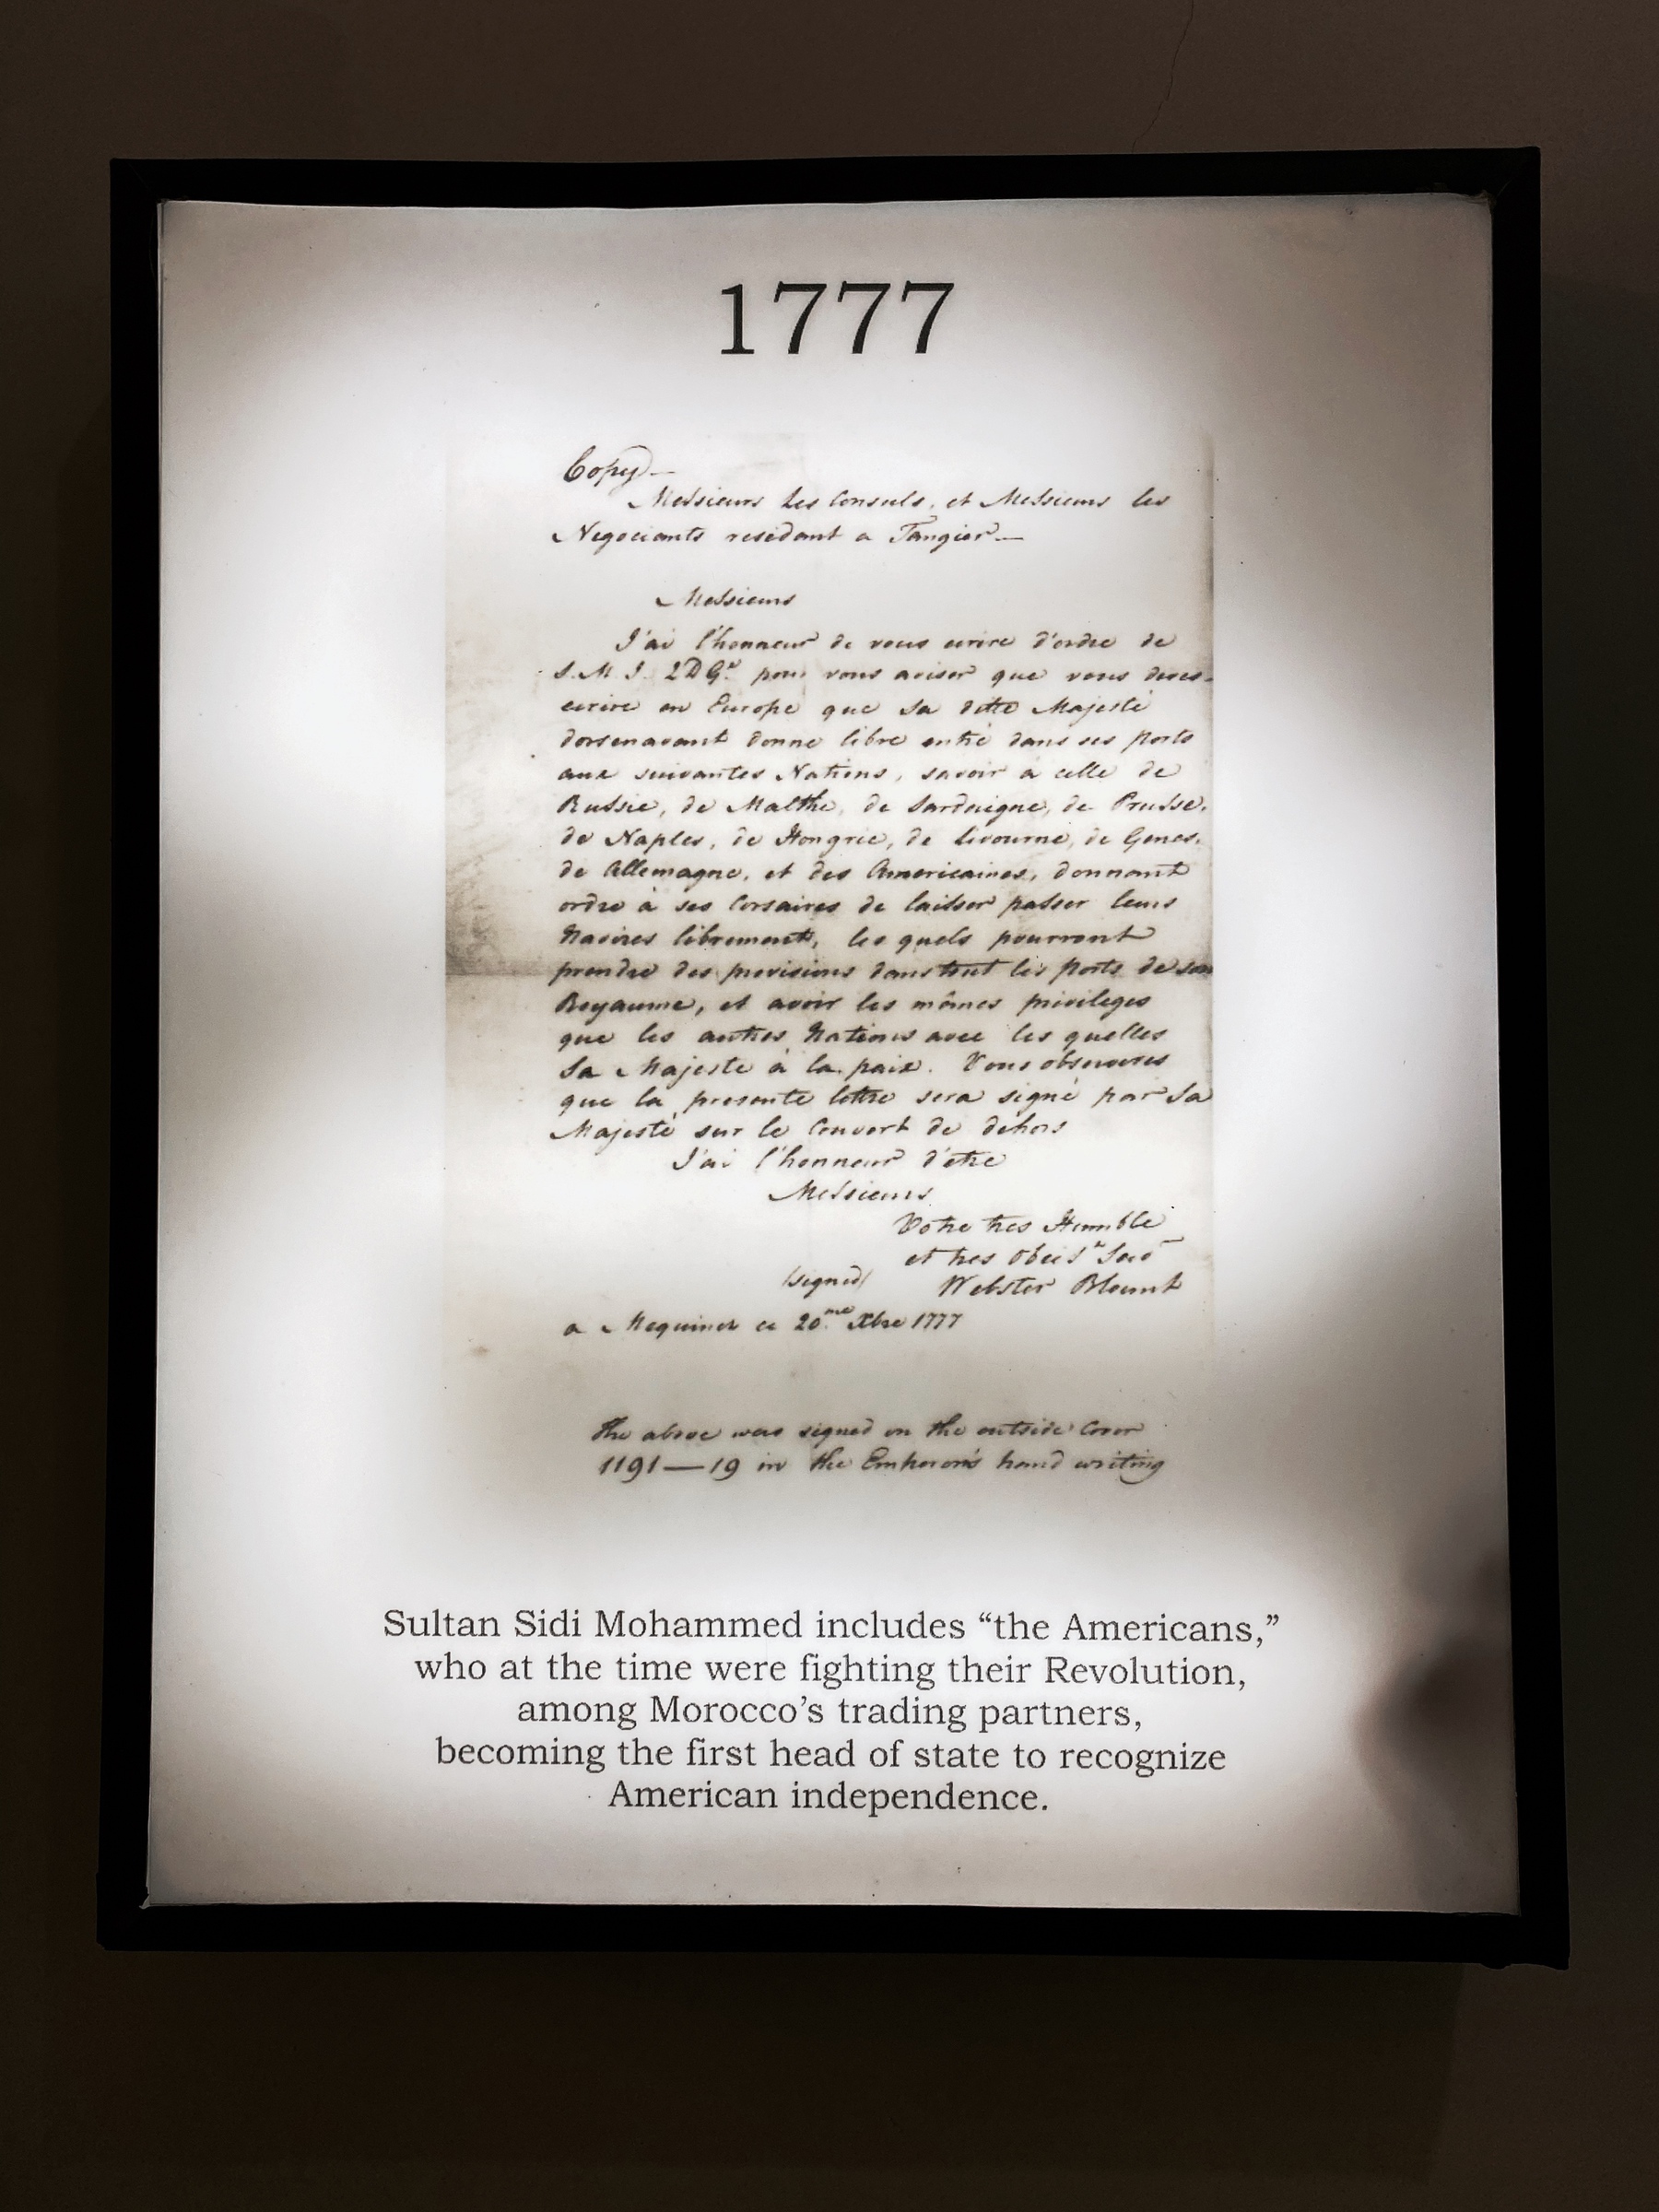 1777
Copy—
Messieurs Les Consuls, et Messieurs les
Negociants residant a Tangier—
Messieurs
J'ai l'honneur de vous ecrire d'ordre de
S. M. I. 2DGe pour vous aviser que vous deves
ecrire en Europe que Sa ditte Majesté
dorsenavant donne libre entré dans ses ports
aux suivantes Nations, savoir a celle de
Russie, de Malthe, de Sardaigne, de Prusse,
de Naples, de Hongrie, de Livourne, de Genes,
de Allemagne, et des Americaines, donnant
ordre à ses Corsaires de laisser passer leurs
Navires librement, les quels pourront
prendre des provisions dans tout les ports de son
Royaume, et avoir les mêmes privileges
que les autres Nations avec les quelles
Sa Majesté à la paix. Vous observeres
que la presente lettre sera signé par Sa
Majesté sur le Couvert de dehors
J'ai l'honneur d'etre
Messieurs
Votre tres Humble
et tres obeist
(signed) Webster Blount
a Mequinez ce 20.me Xbre 1777
the above was signed on the outside Cover
1191—19 in the Emperor's hand writing
Sultan Sidi Mohammed includes “the Americans,”
who at the time were fighting their Revolution,
among Morocco’s trading partners,
becoming the first head of state to recognize
American independence.